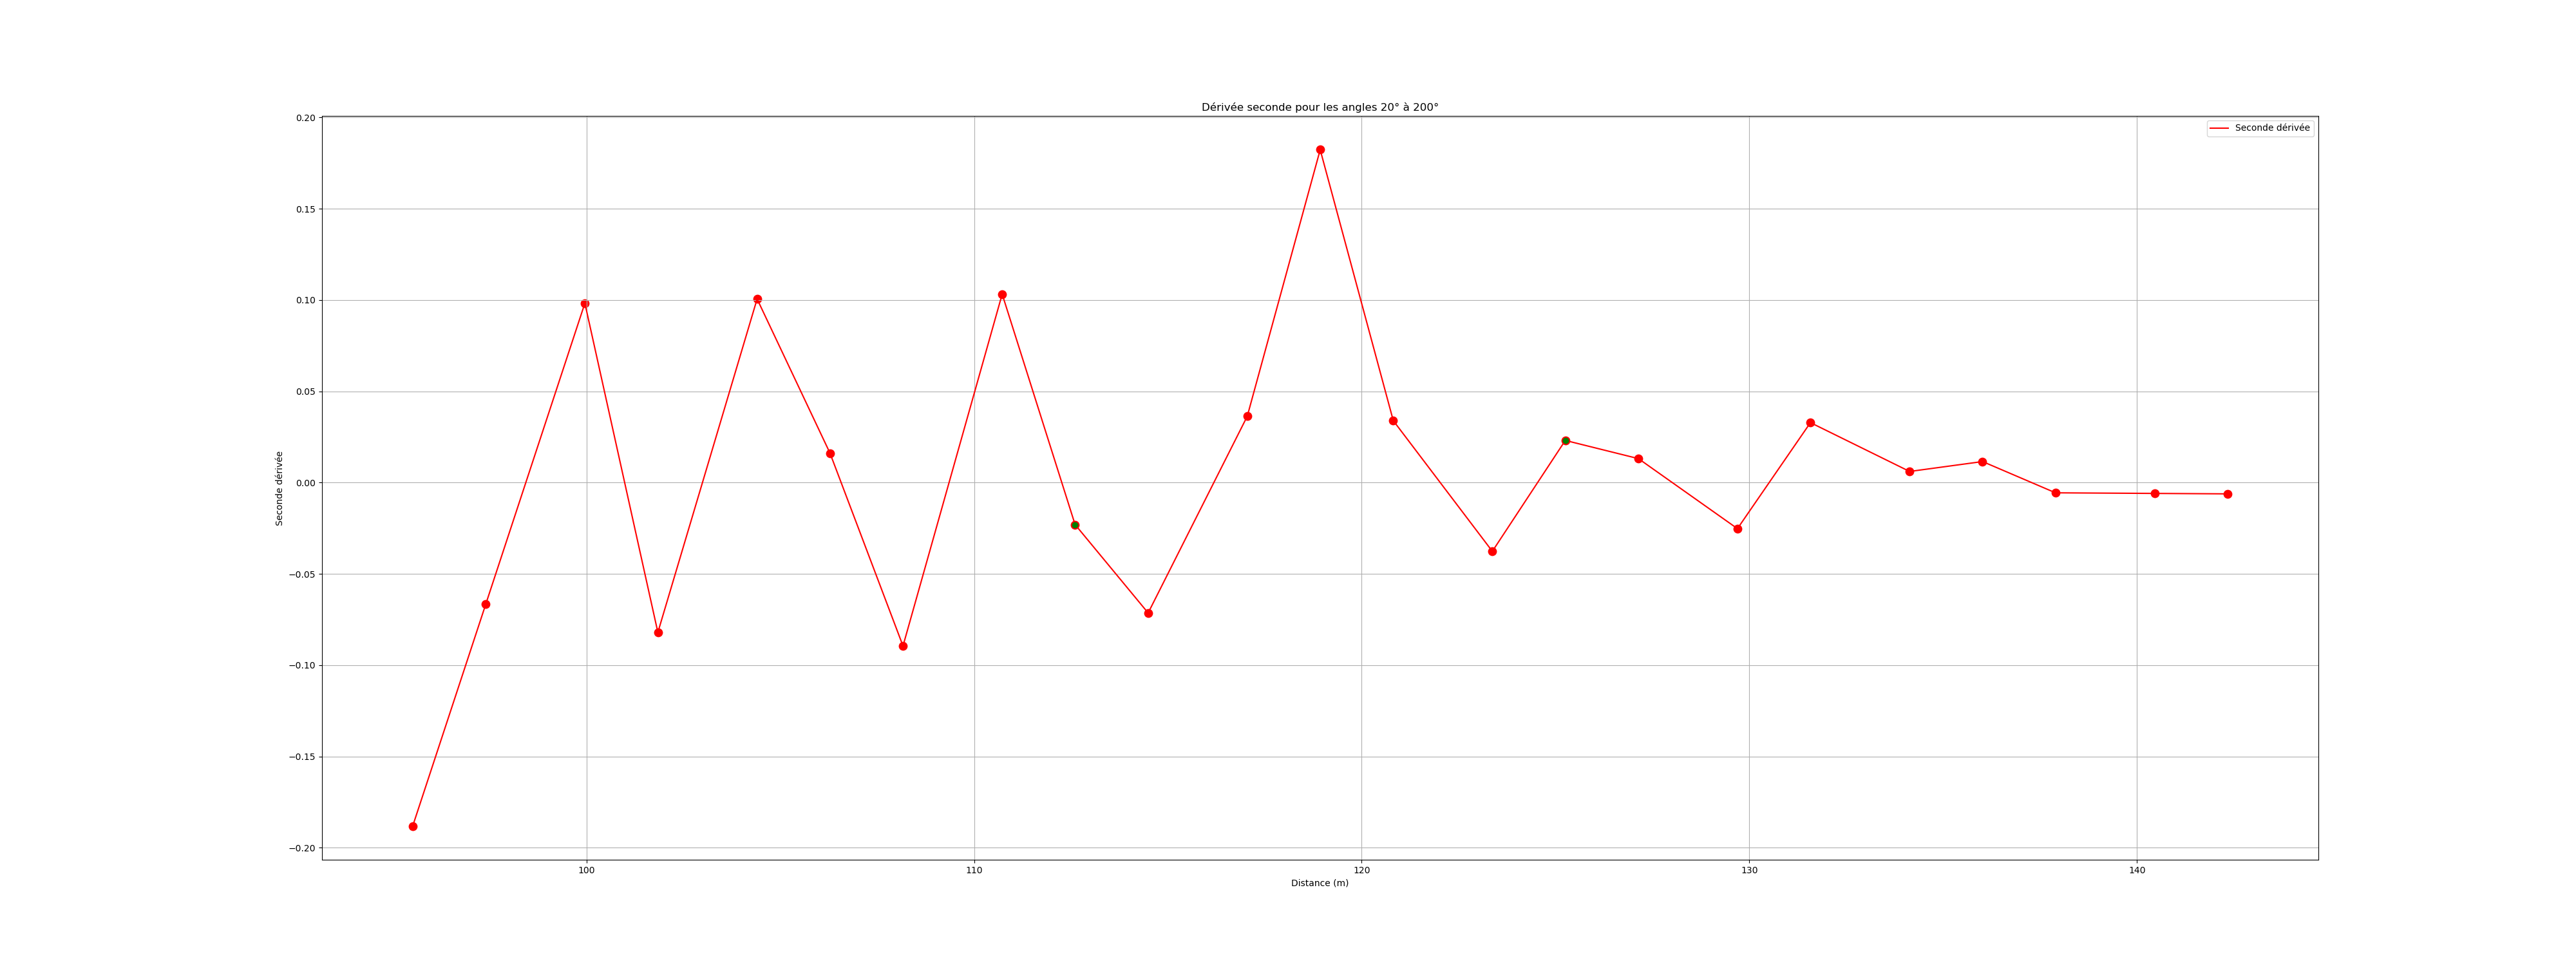 Dérivée seconde pour les angles 20° à 200°
Seconde dérivée
0.20
0.15
0.10
0.05
0.00
−0.05
−0.10
−0.15
−0.20
Seconde dérivée
100 110 120 130 140
Distance (m)